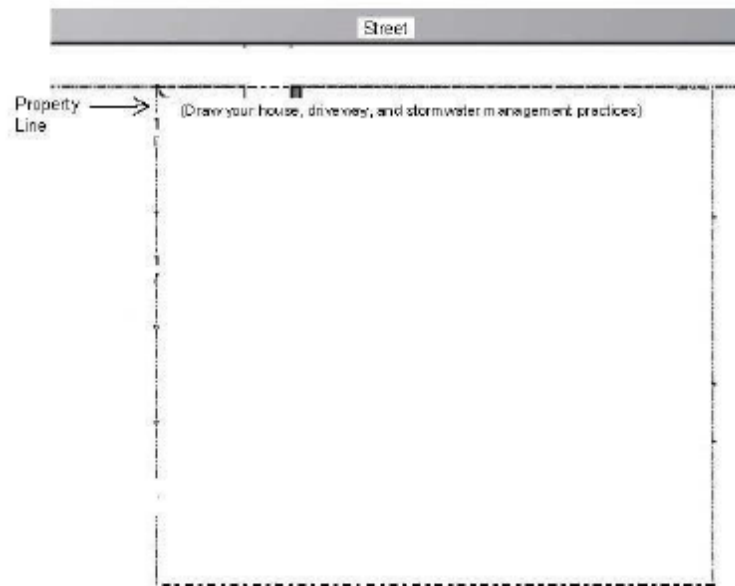 Street
Property
Line
(Draw your house, driveway, and stormwater management practices)